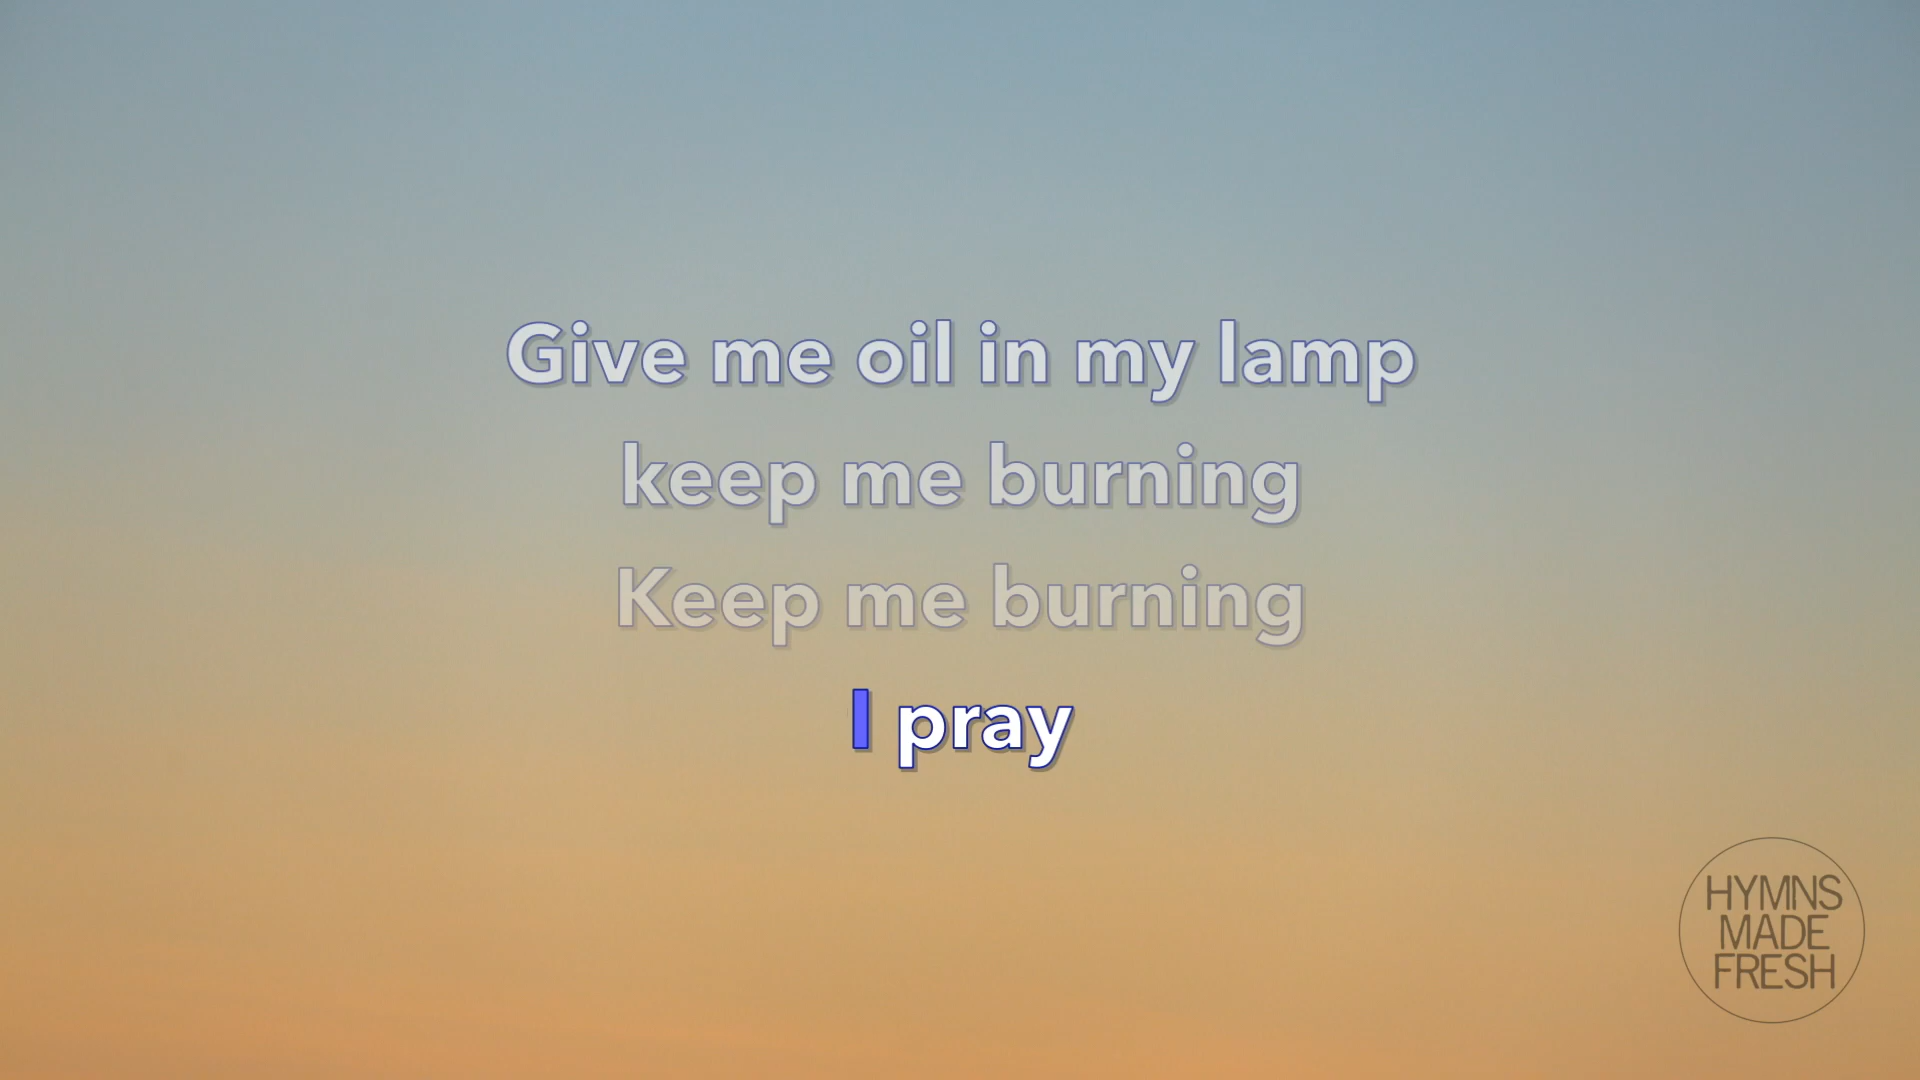 Give me oil in my lamp
keep me burning
Keep me burning
I pray
HYMNS
MADE
FRESH